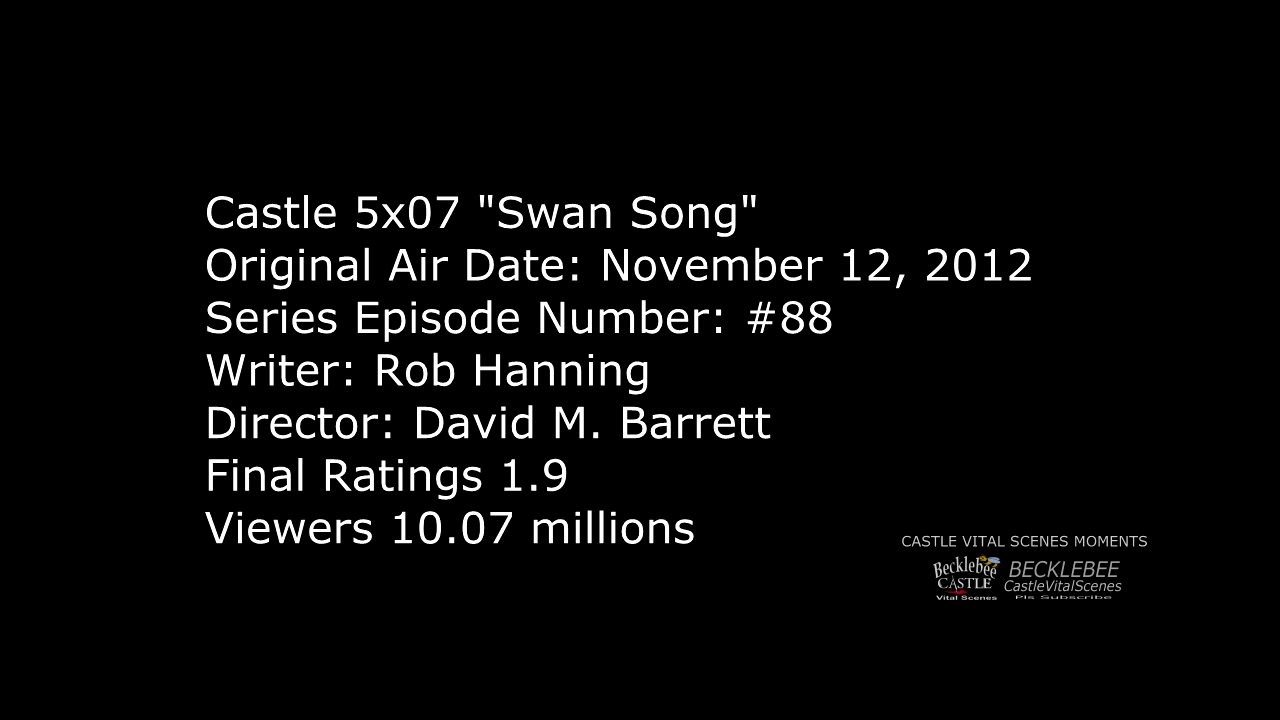 Castle 5x07 "Swan Song"
Original Air Date: November 12, 2012
Series Episode Number: #88
Writer: Rob Hanning
Director: David M. Barrett
Final Ratings 1.9
Viewers 10.07 millions
CASTLE VITAL SCENES MOMENTS
Becklebee
CASTLE
Vital Scenes
BECKLEBEE
CastleVitalScenes
Pls Subscribe